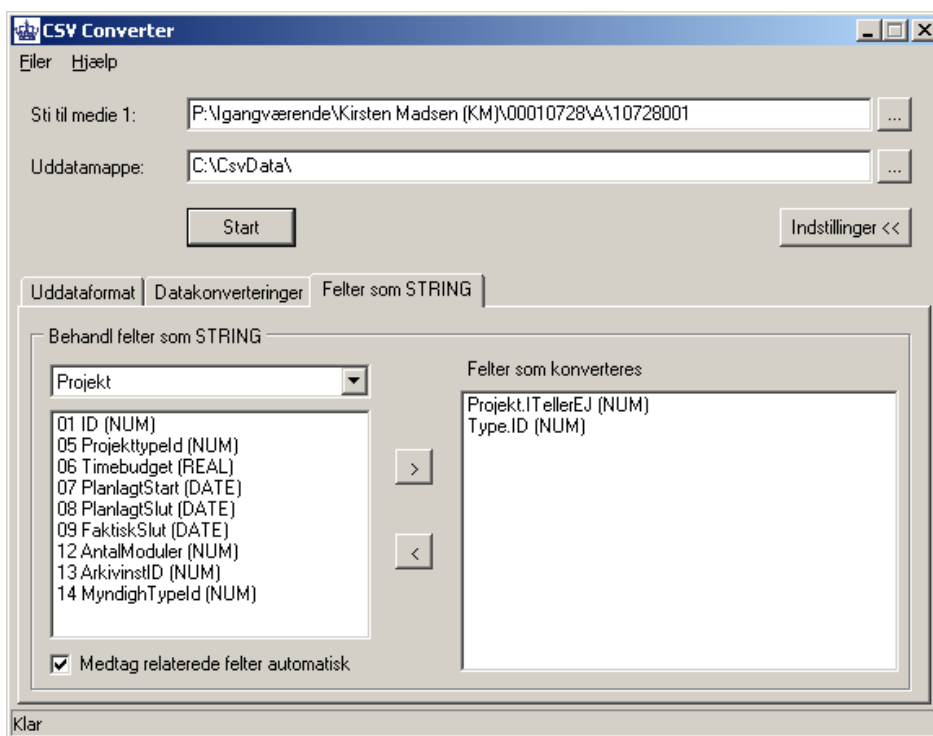 CSV Converter
Filer Hjælp
Sti til medie 1: P:\Igangværende\Kirsten Madsen (KM)\00010728\A\10728001 ...
Uddatamappe: C:\CsvData\ ...
Start Indstillinger <<
Uddataformat Datakonverteringer Felter som STRING
Behandl felter som STRING
Projekt
01 ID (NUM)
05 ProjekttypeId (NUM)
06 Timebudget (REAL)
07 PlanlagtStart (DATE)
08 PlanlagtSlut (DATE)
09 FaktiskSlut (DATE)
12 AntalModuler (NUM)
13 ArkivinstID (NUM)
14 MyndighTypeId (NUM)
Medtag relaterede felter automatisk
>
<
Felter som konverteres
Projekt.ITellerEJ (NUM)
Type.ID (NUM)
Klar